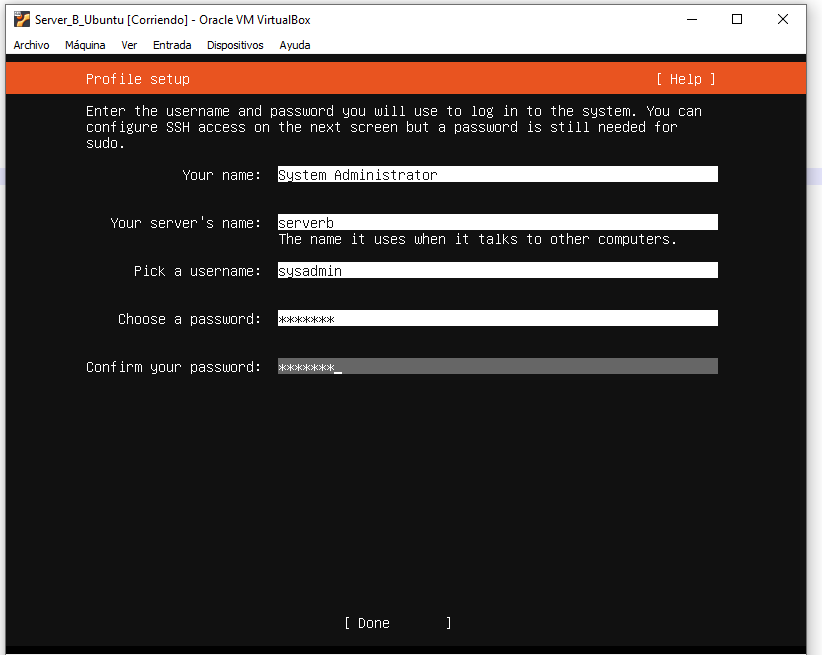 Server_B_Ubuntu [Corriendo] - Oracle VM VirtualBox
Archivo Máquina Ver Entrada Dispositivos Ayuda
Profile setup [ Help ]
Enter the username and password you will use to log in to the system. You can
configure SSH access on the next screen but a password is still needed for
sudo.
Your name: System Administrator
Your server's name: serverb
The name it uses when it talks to other computers.
Pick a username: sysadmin
Choose a password: *******
Confirm your password: *******_
[ Done ]